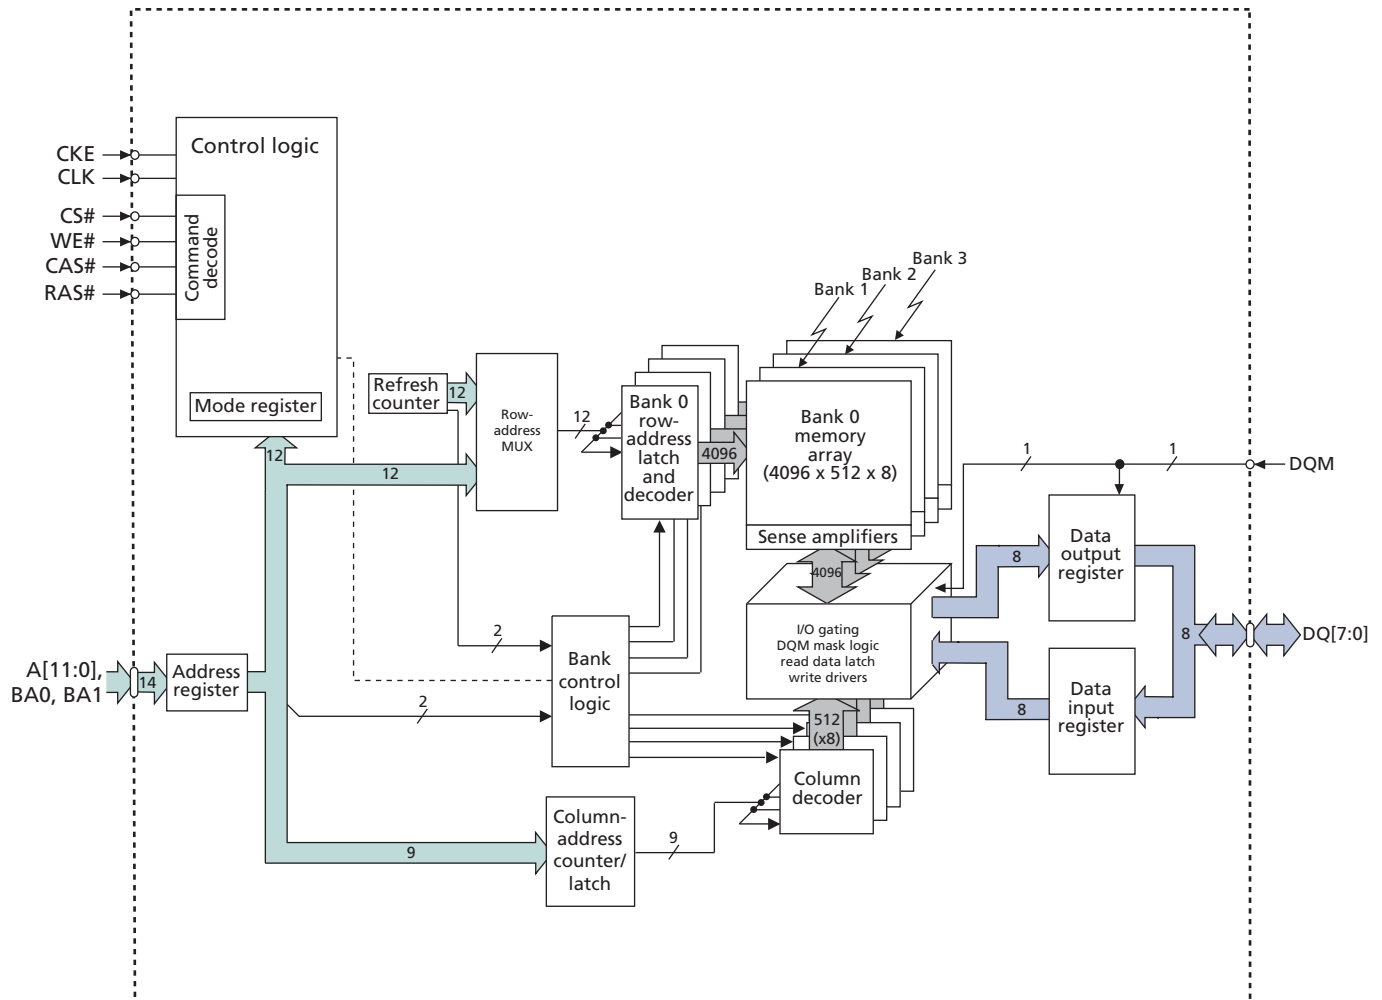 Control logic
CKE
CLK
CS#
WE#
CAS#
RAS#
Command
decode
Mode register
12
12
Refresh
counter
12
Row-
address
MUX
12
Bank 0
row-
address
latch
and
decoder
4096
Bank 1
Bank 2
Bank 3
Bank 0
memory
array
(4096 x 512 x 8)
Sense amplifiers
4096
I/O gating
DQM mask logic
read data latch
write drivers
1
1
DQM
Data
output
register
8
8
DQ[7:0]
Data
input
register
8
A[11:0],
BA0, BA1
14
Address
register
2
2
Bank
control
logic
512
(x8)
Column
decoder
9
Column-
address
counter/
latch
9